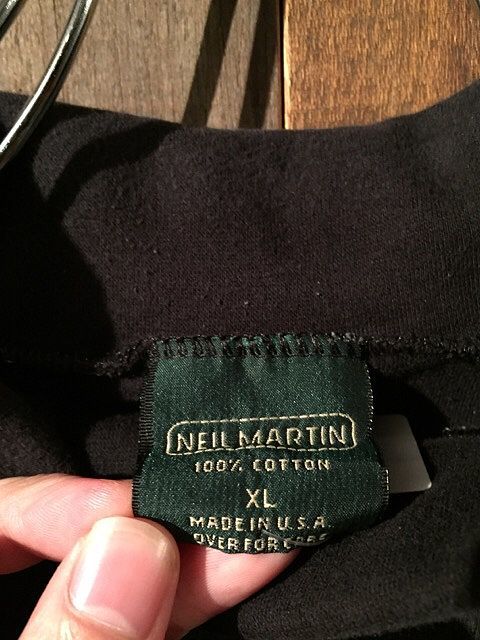 NEIL MARTIN
100% COTTON
XL
MADE IN U.S.A.
OVER FOR CARE